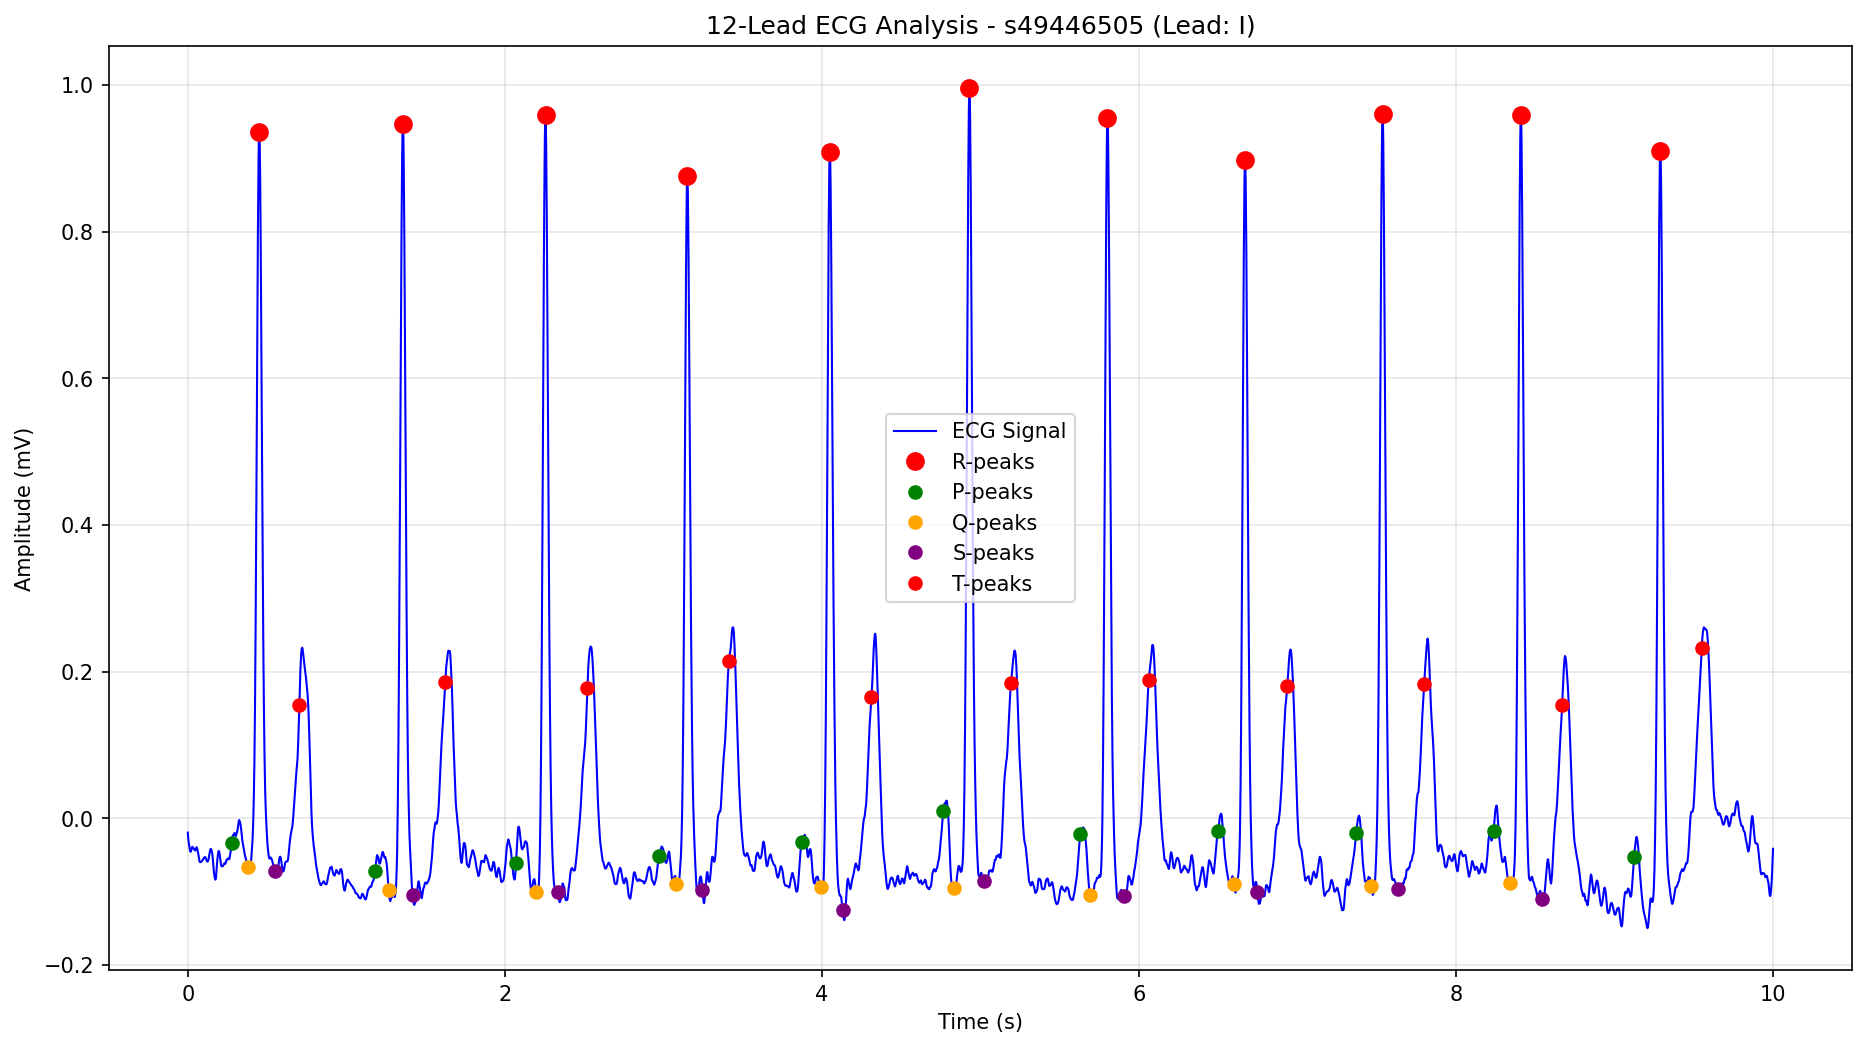 12-Lead ECG Analysis - s49446505 (Lead: I)
Amplitude (mV)
1.0
0.8
0.6
0.4
0.2
0.0
−0.2
ECG Signal
R-peaks
P-peaks
Q-peaks
S-peaks
T-peaks
0 2 4 6 8 10
Time (s)